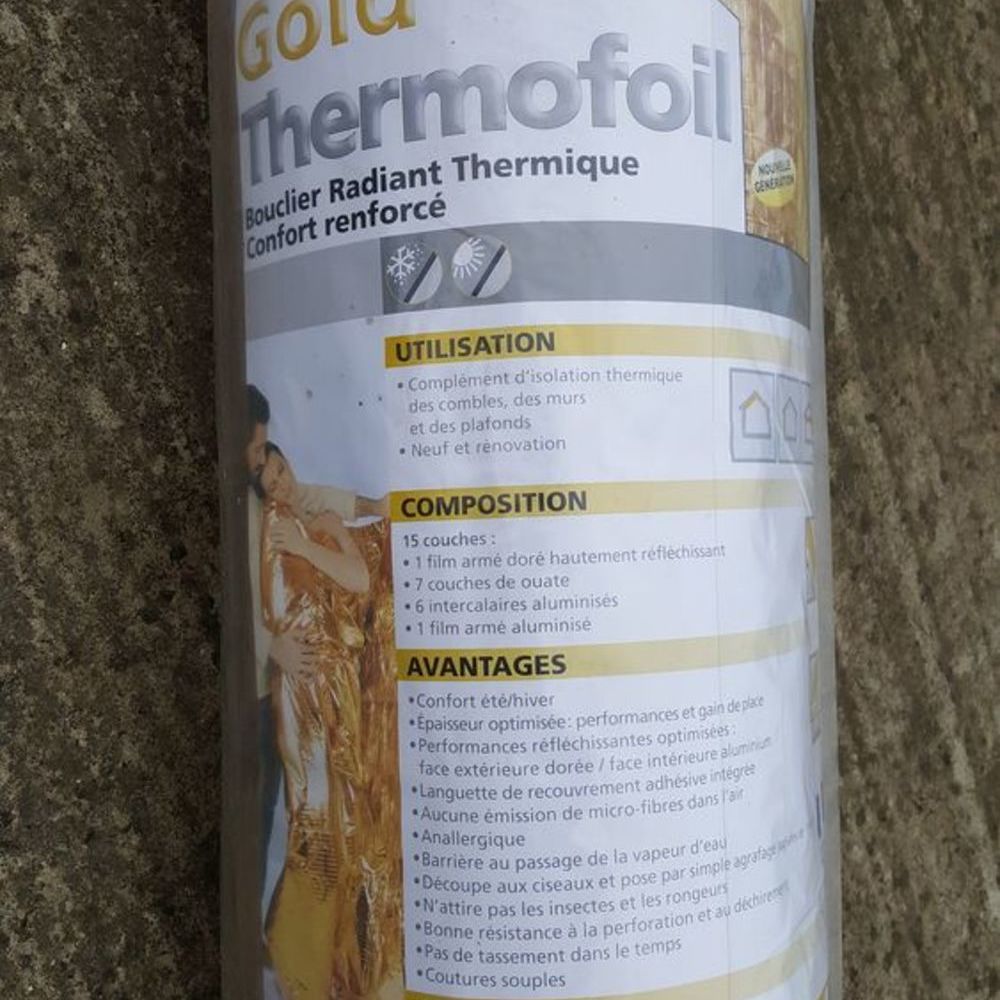 Gold
Thermofoil
Bouclier Radiant Thermique
Confort renforcé
NOUVELLE
GÉNÉRATION
UTILISATION
• Complément d'isolation thermique
des combles, des murs
et des plafonds
• Neuf et rénovation
COMPOSITION
15 couches :
• 1 film armé doré hautement réfléchissant
• 7 couches de ouate
• 6 intercalaires aluminisés
• 1 film armé aluminisé
AVANTAGES
•Confort été/hiver
•Épaisseur optimisée: performances et gain de place
•Performances réfléchissantes optimisées :
face extérieure dorée / face intérieure aluminium
•Languette de recouvrement adhésive intégrée
•Aucune émission de micro-fibres dans l'air
•Anallergique
•Barrière au passage de la vapeur d'eau
•Découpe aux ciseaux et pose par simple agrafage
•N'attire pas les insectes et les rongeurs
•Bonne résistance à la perforation et au déchirement
•Pas de tassement dans le temps
•Coutures souples